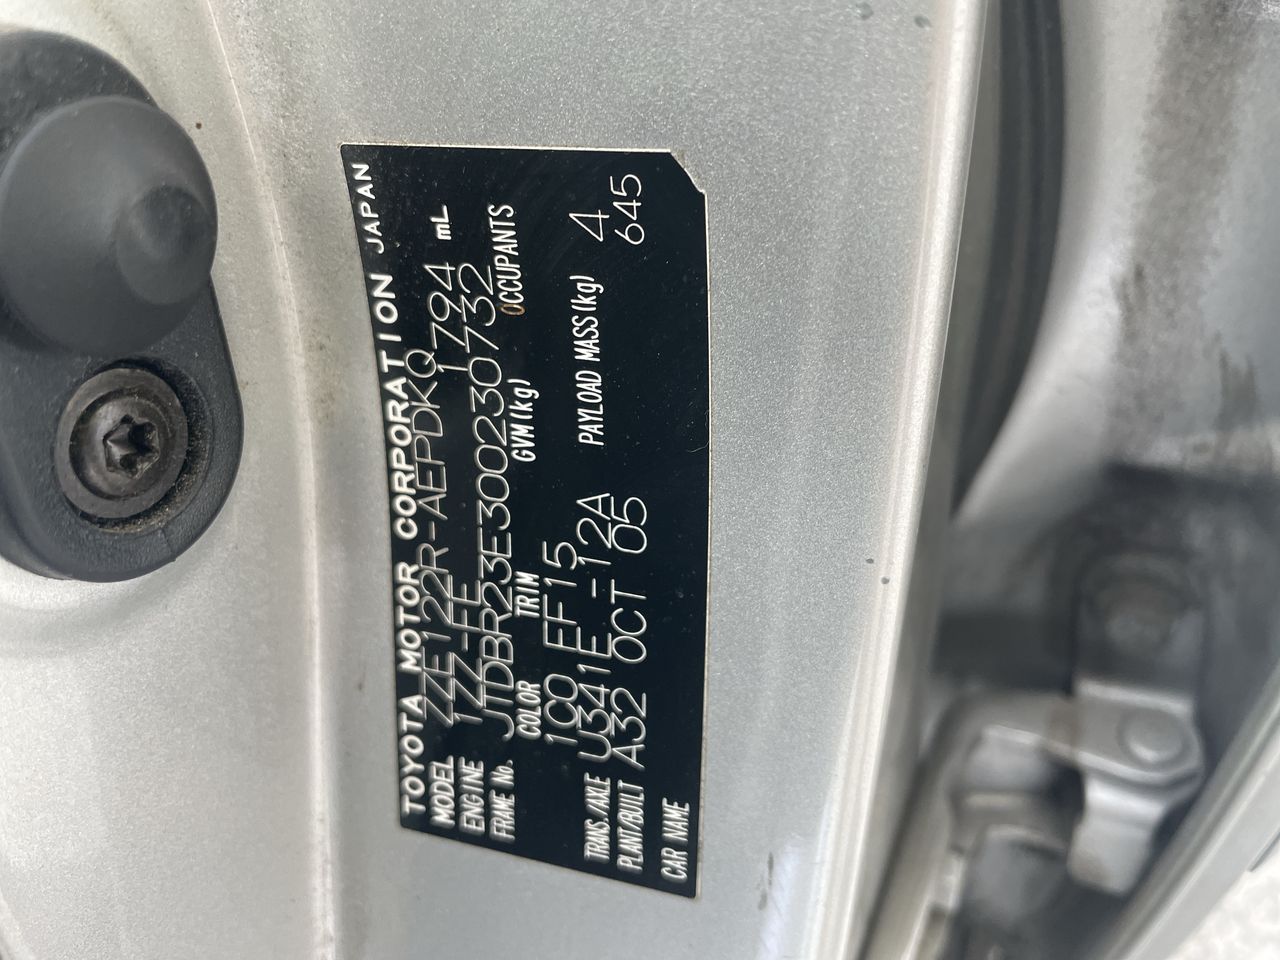 TOYOTA MOTOR CORPORATION JAPAN
MODEL ZZE122R-AEPDKQ
ENGINE 1ZZ-FE 1794 mL
FRAME No. JTDBR23E300230732
COLOR TRIM GVM(kg) OCCUPANTS
1C0 FF15 4
TRANS./AXLE U341E -12A PAYLOAD MASS(kg) 645
PLANT/BUILT A32 OCT 05
CAR NAME